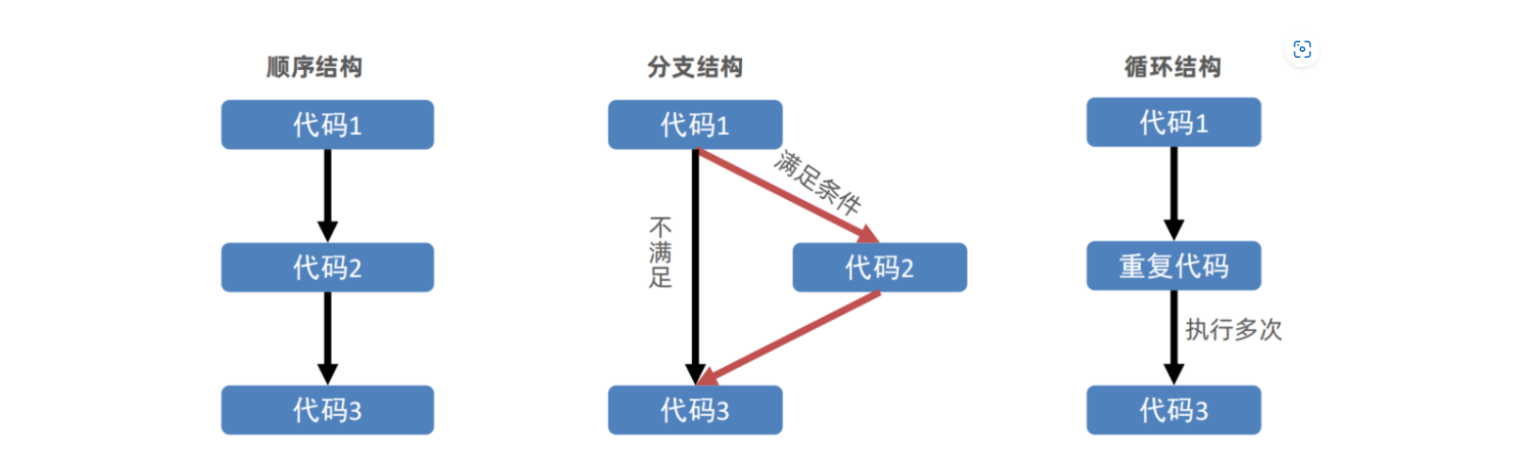 顺序结构
代码1
代码2
代码3
分支结构
代码1
满足条件
不满足
代码2
代码3
循环结构
代码1
重复代码
执行多次
代码3